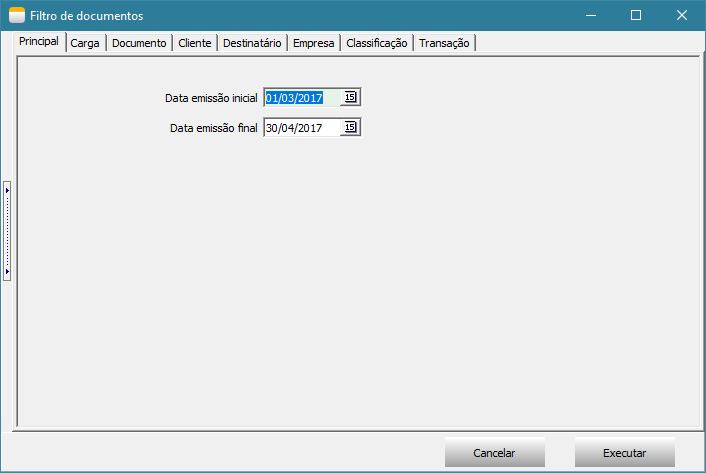 Filtro de documentos
Principal Carga Documento Cliente Destinatário Empresa Classificação Transação
Data emissão inicial 01/03/2017 15
Data emissão final 30/04/2017 15
Cancelar Executar